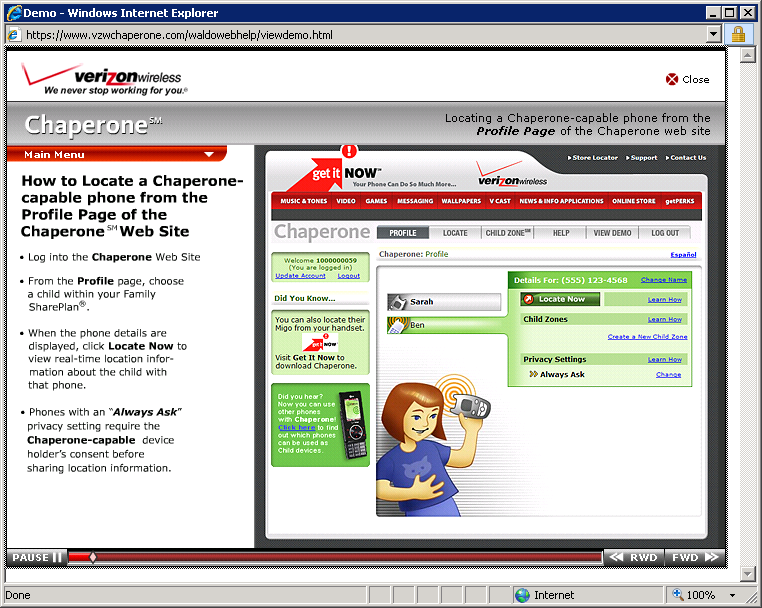 Demo - Windows Internet Explorer
https://www.vzwchaperone.com/waldowebhelp/viewdemo.html
verizonwireless
We never stop working for you.®
Close
Chaperone℠
Locating a Chaperone-capable phone from the
Profile Page of the Chaperone web site
Main Menu
How to Locate a Chaperone-
capable phone from the
Profile Page of the
Chaperone℠ Web Site
• Log into the Chaperone Web Site
• From the Profile page, choose
a child within your Family
SharePlan®.
• When the phone details are
displayed, click Locate Now to
view real-time location infor-
mation about the child with
that phone.
• Phones with an “Always Ask”
privacy setting require the
Chaperone-capable device
holder’s consent before
sharing location information.
get it NOW™
Your Phone Can Do So Much More...
verizonwireless
Store Locator Support Contact Us
MUSIC & TONES VIDEO GAMES MESSAGING WALLPAPERS V CAST NEWS & INFO APPLICATIONS ONLINE STORE getPERKS
Chaperone PROFILE LOCATE CHILD ZONE℠ HELP VIEW DEMO LOG OUT
Welcome 1000000059
(You are logged in)
Update Account Logout
Did You Know...
You can also locate their
Migo from your handset.
get it NOW
Visit Get It Now to
download Chaperone.
Did you hear?
Now you can use
other phones
with Chaperone!
Click here to find
out which phones
can be used as
Child devices.
Chaperone: Profile
Español
Sarah
Ben
Details For: (555) 123-4568 Change Name
Locate Now Learn How
Child Zones Learn How
Create a New Child Zone
Privacy Settings Learn How
Always Ask Change
PAUSE
RWD FWD
Done
Internet
100%